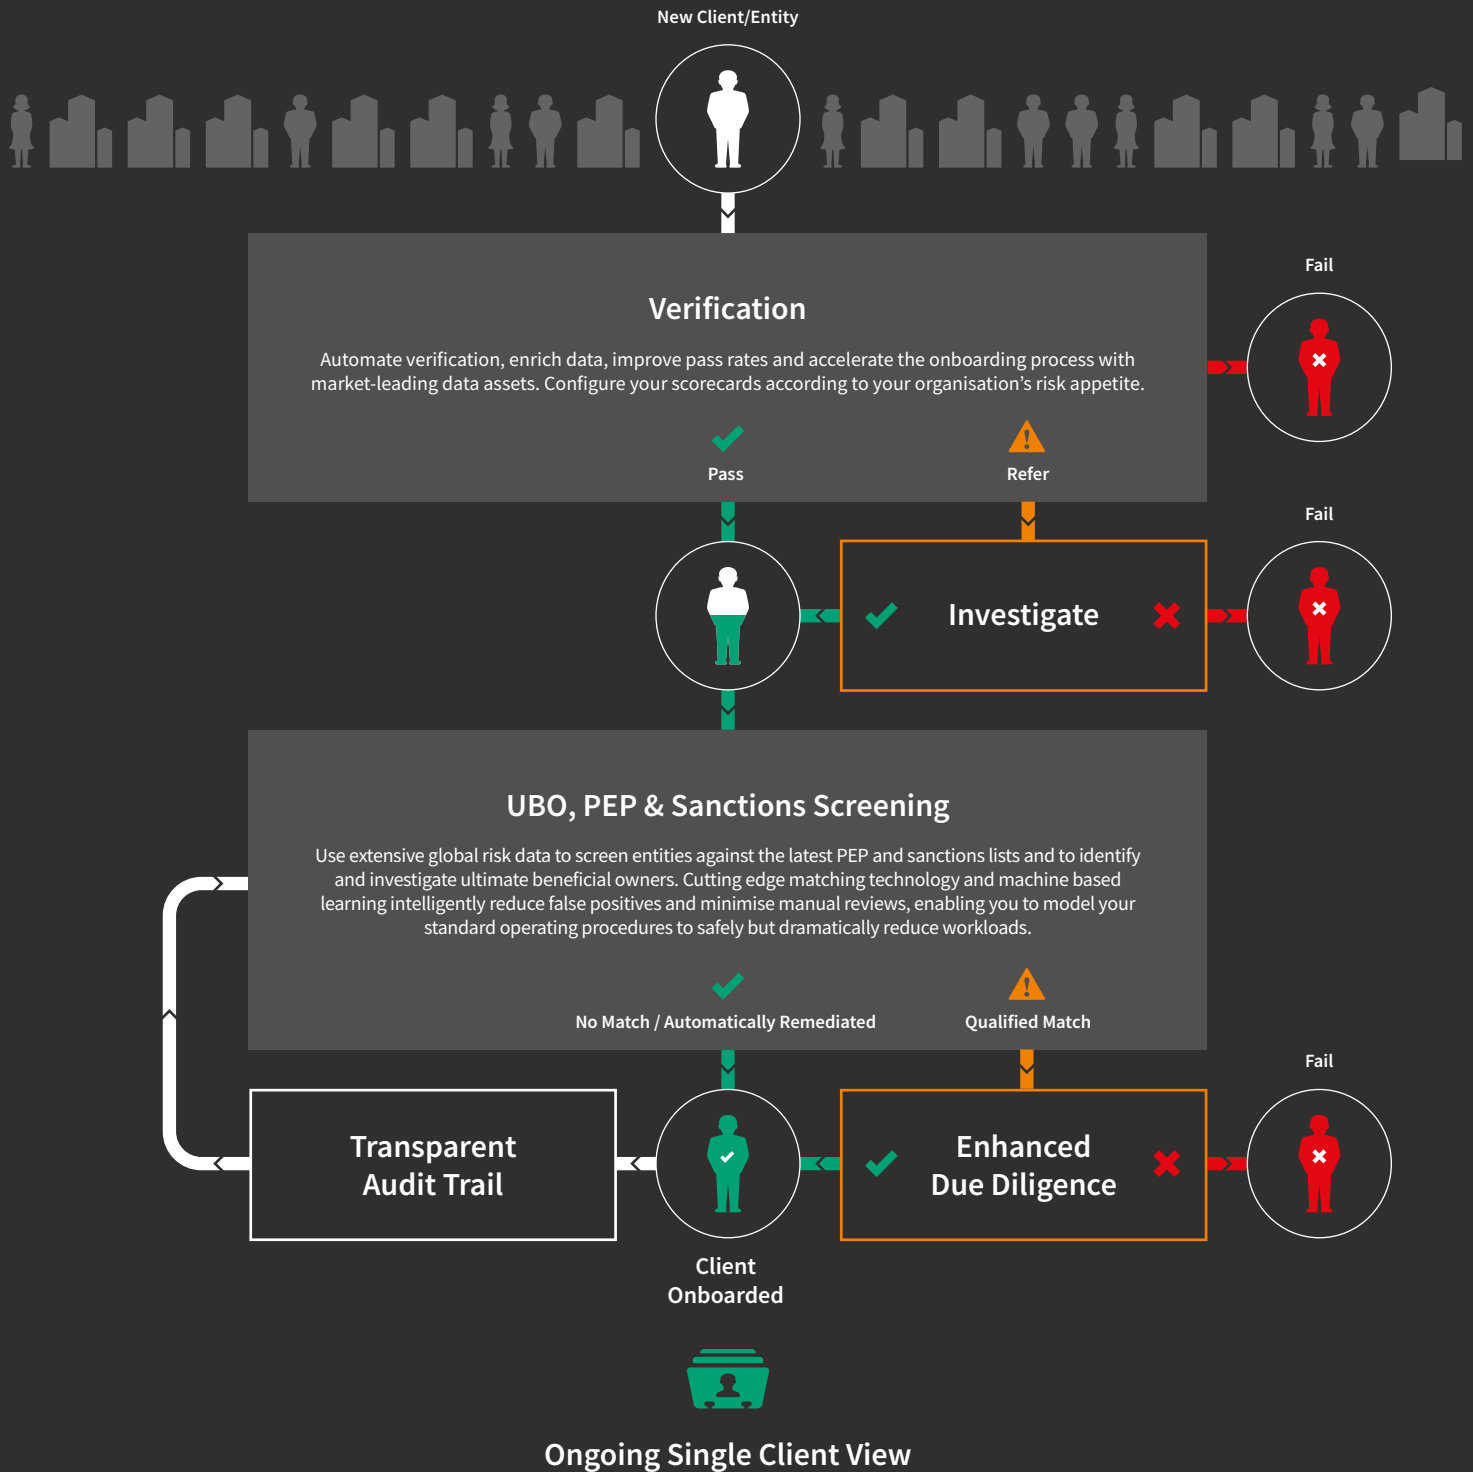 New Client/Entity
Verification
Automate verification, enrich data, improve pass rates and accelerate the onboarding process with
market-leading data assets. Configure your scorecards according to your organisation’s risk appetite.
Pass
Refer
Fail
Investigate
Fail
UBO, PEP & Sanctions Screening
Use extensive global risk data to screen entities against the latest PEP and sanctions lists and to identify
and investigate ultimate beneficial owners. Cutting edge matching technology and machine based
learning intelligently reduce false positives and minimise manual reviews, enabling you to model your
standard operating procedures to safely but dramatically reduce workloads.
No Match / Automatically Remediated
Qualified Match
Fail
Transparent
Audit Trail
Enhanced
Due Diligence
Client
Onboarded
Ongoing Single Client View